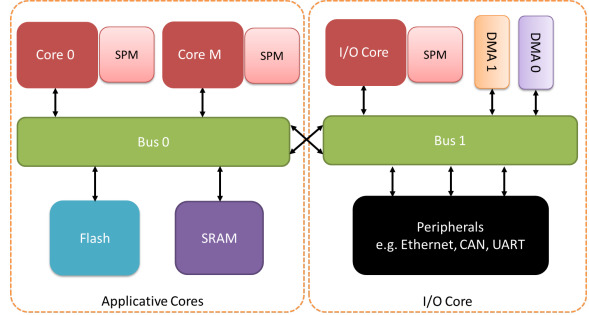 Core 0
SPM
Core M
SPM
I/O Core
SPM
DMA 1
DMA 0
Bus 0
Bus 1
Flash
SRAM
Peripherals
e.g. Ethernet, CAN, UART
Applicative Cores
I/O Core